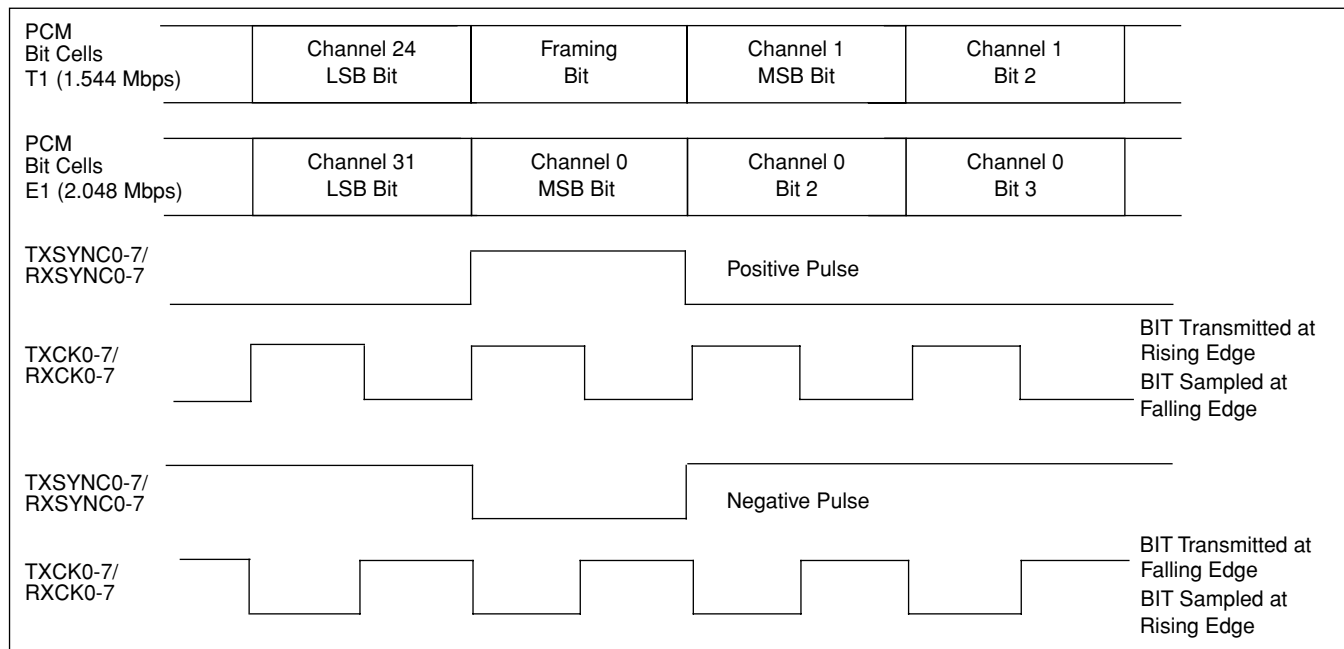 PCM
Bit Cells
T1 (1.544 Mbps)
Channel 24
LSB Bit
Framing
Bit
Channel 1
MSB Bit
Channel 1
Bit 2
PCM
Bit Cells
E1 (2.048 Mbps)
Channel 31
LSB Bit
Channel 0
MSB Bit
Channel 0
Bit 2
Channel 0
Bit 3
TXSYNC0-7/
RXSYNC0-7
Positive Pulse
TXCK0-7/
RXCK0-7
BIT Transmitted at
Rising Edge
BIT Sampled at
Falling Edge
TXSYNC0-7/
RXSYNC0-7
Negative Pulse
TXCK0-7/
RXCK0-7
BIT Transmitted at
Falling Edge
BIT Sampled at
Rising Edge